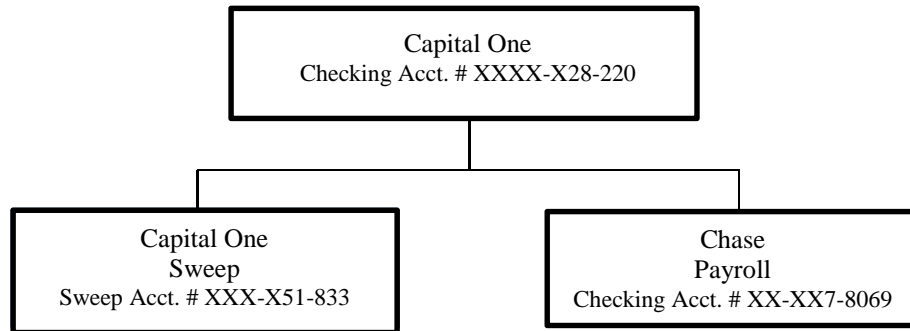 Capital One
Checking Acct. # XXXX-X28-220
Capital One
Sweep
Sweep Acct. # XXX-X51-833
Chase
Payroll
Checking Acct. # XX-XX7-8069